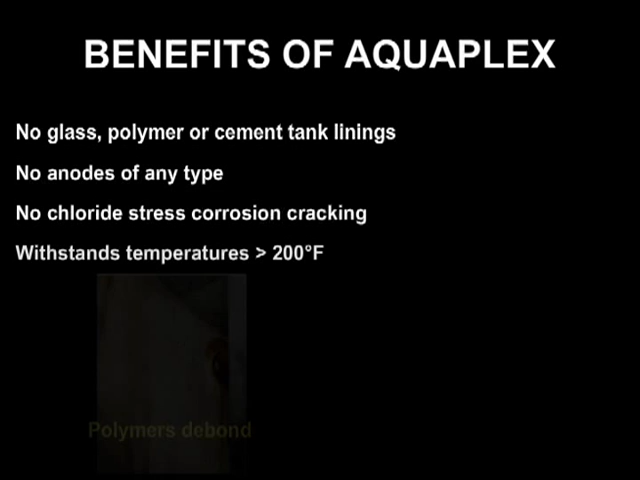 BENEFITS OF AQUAPLEX
No glass, polymer or cement tank linings
No anodes of any type
No chloride stress corrosion cracking
Withstands temperatures > 200°F
Polymers debond